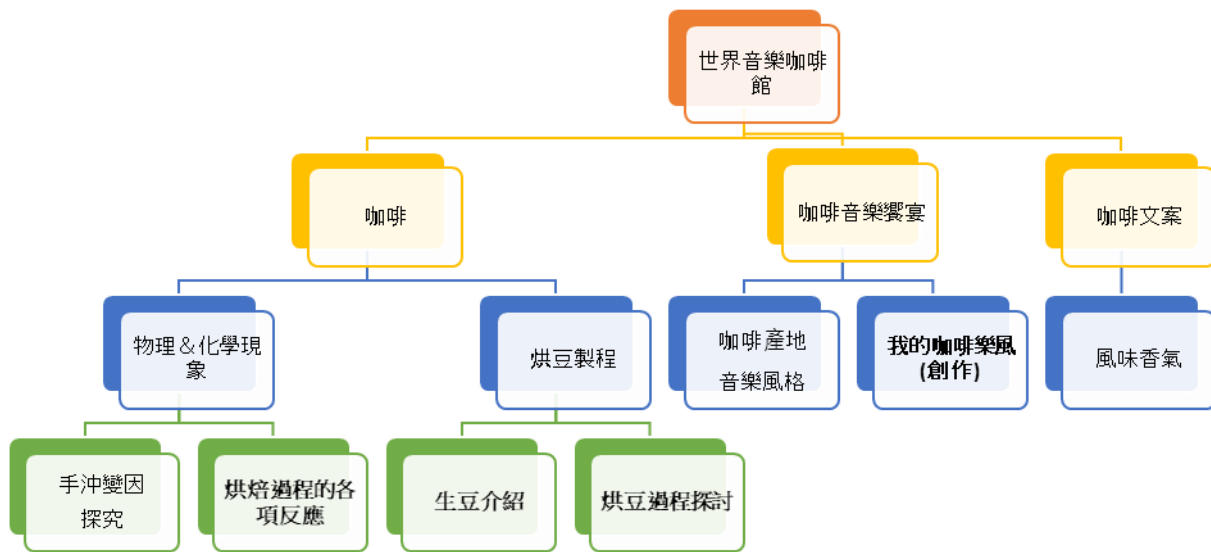 世界音樂咖啡
館
咖啡
咖啡音樂饗宴
咖啡文案
物理＆化學現
象
烘豆製程
咖啡產地
音樂風格
我的咖啡樂風
(創作)
風味香氣
手沖變因
探究
烘焙過程的各
項反應
生豆介紹
烘豆過程探討